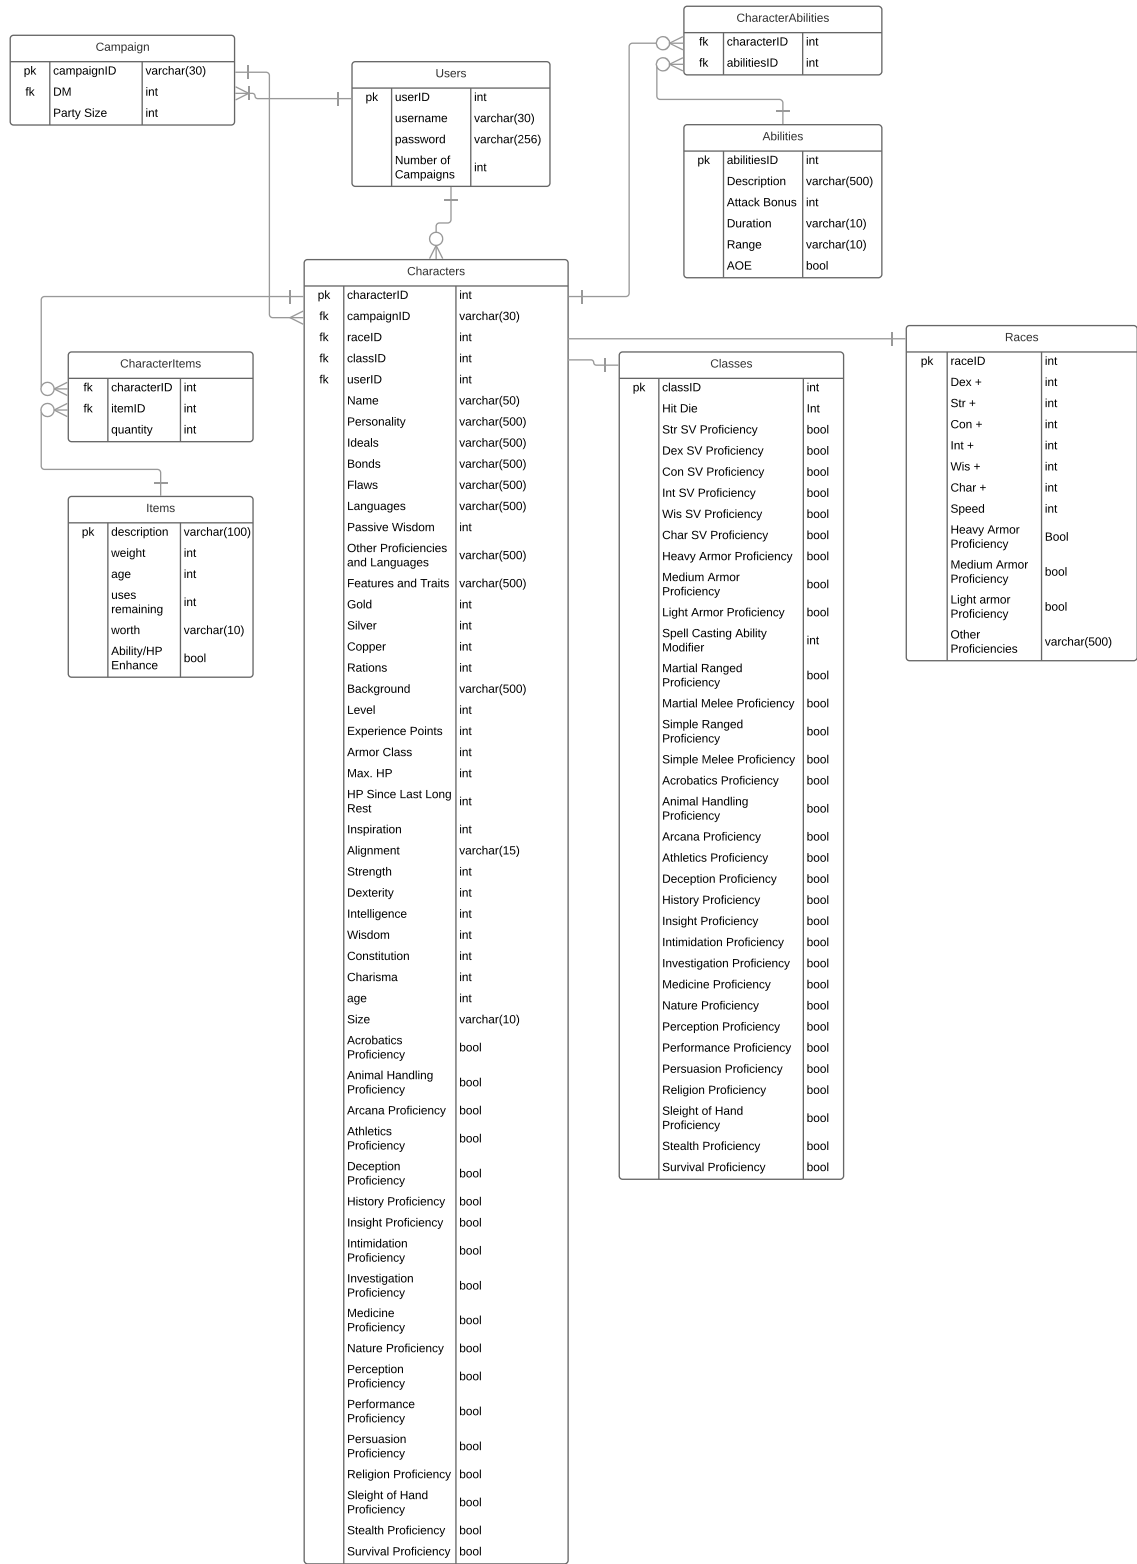 Campaign
pk campaignID varchar(30)
fk DM int
Party Size int
Users
pk userID int
username varchar(30)
password varchar(256)
Number of
Campaigns int
CharacterAbilities
fk characterID int
fk abilitiesID int
Abilities
pk abilitiesID int
Description varchar(500)
Attack Bonus int
Duration varchar(10)
Range varchar(10)
AOE bool
CharacterItems
fk characterID int
fk itemID int
quantity int
Items
pk description varchar(100)
weight int
age int
uses
remaining int
worth varchar(10)
Ability/HP
Enhance bool
Characters
pk characterID int
fk campaignID varchar(30)
fk raceID int
fk classID int
fk userID int
Name varchar(50)
Personality varchar(500)
Ideals varchar(500)
Bonds varchar(500)
Flaws varchar(500)
Languages varchar(500)
Passive Wisdom int
Other Proficiencies
and Languages varchar(500)
Features and Traits varchar(500)
Gold int
Silver int
Copper int
Rations int
Background varchar(500)
Level int
Experience Points int
Armor Class int
Max. HP int
HP Since Last Long
Rest int
Inspiration int
Alignment varchar(15)
Strength int
Dexterity int
Intelligence int
Wisdom int
Constitution int
Charisma int
age int
Size varchar(10)
Acrobatics
Proficiency bool
Animal Handling
Proficiency bool
Arcana Proficiency bool
Athletics
Proficiency bool
Deception
Proficiency bool
History Proficiency bool
Insight Proficiency bool
Intimidation
Proficiency bool
Investigation
Proficiency bool
Medicine
Proficiency bool
Nature Proficiency bool
Perception
Proficiency bool
Performance
Proficiency bool
Persuasion
Proficiency bool
Religion Proficiency bool
Sleight of Hand
Proficiency bool
Stealth Proficiency bool
Survival Proficiency bool
Classes
pk classID int
Hit Die Int
Str SV Proficiency bool
Dex SV Proficiency bool
Con SV Proficiency bool
Int SV Proficiency bool
Wis SV Proficiency bool
Char SV Proficiency bool
Heavy Armor Proficiency bool
Medium Armor
Proficiency bool
Light Armor Proficiency bool
Spell Casting Ability
Modifier int
Martial Ranged
Proficiency bool
Martial Melee Proficiency bool
Simple Ranged
Proficiency bool
Simple Melee Proficiency bool
Acrobatics Proficiency bool
Animal Handling
Proficiency bool
Arcana Proficiency bool
Athletics Proficiency bool
Deception Proficiency bool
History Proficiency bool
Insight Proficiency bool
Intimidation Proficiency bool
Investigation Proficiency bool
Medicine Proficiency bool
Nature Proficiency bool
Perception Proficiency bool
Performance Proficiency bool
Persuasion Proficiency bool
Religion Proficiency bool
Sleight of Hand
Proficiency bool
Stealth Proficiency bool
Survival Proficiency bool
Races
pk raceID int
Dex + int
Str + int
Con + int
Int + int
Wis + int
Char + int
Speed int
Heavy Armor
Proficiency Bool
Medium Armor
Proficiency bool
Light armor
Proficiency bool
Other
Proficiencies varchar(500)